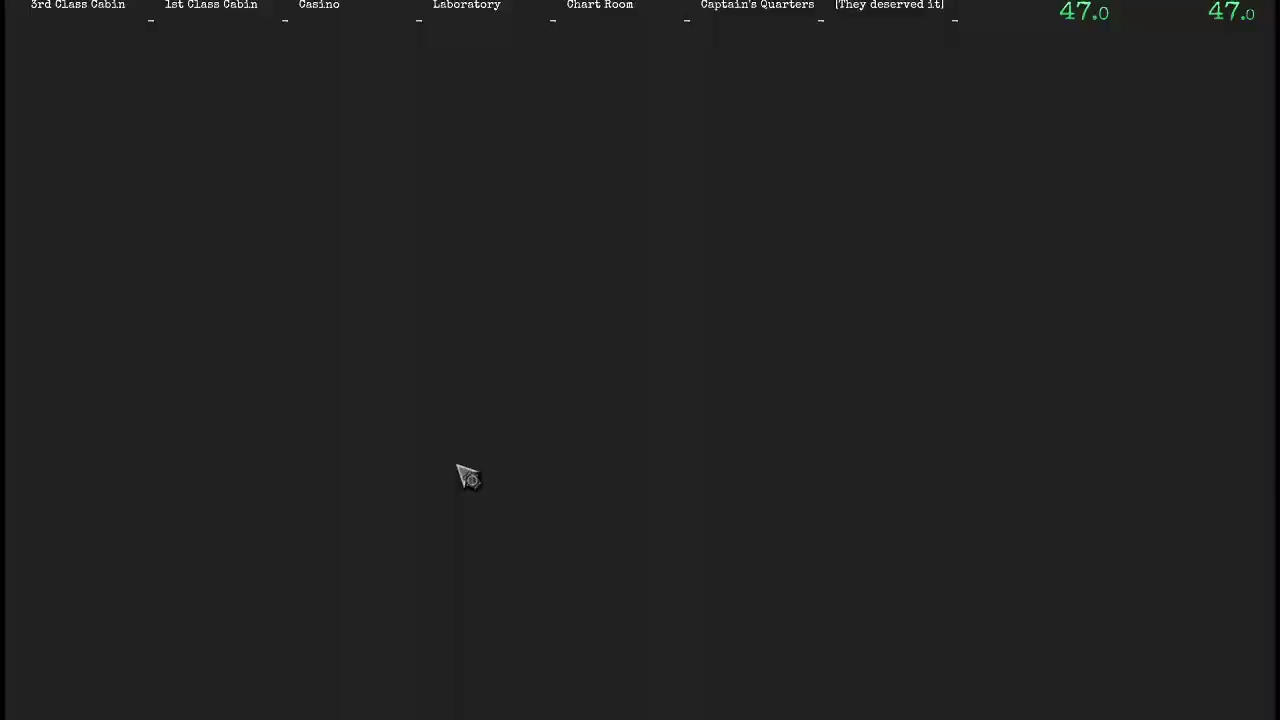 3rd Class Cabin 1st Class Cabin Casino Laboratory Chart Room Captain's Quarters [They deserved it] 47.0 47.0
– – – – – – –